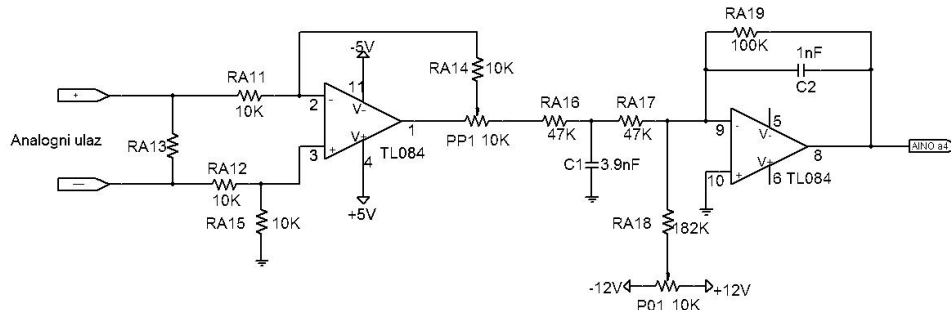 RA19
100K
1nF
C2
-5V
RA14
10K
RA11
10K
2
-
11
V-
+
Analogni ulaz
RA13
RA16
47K
RA17
47K
9
-
5
V-
1
PP1
10K
8
AINO a4
3
+
V+
4
TL084
—
RA12
10K
C1
3.9nF
10
+
V+
6
TL084
RA15
10K
+5V
RA18
182K
-12V
+12V
P01
10K